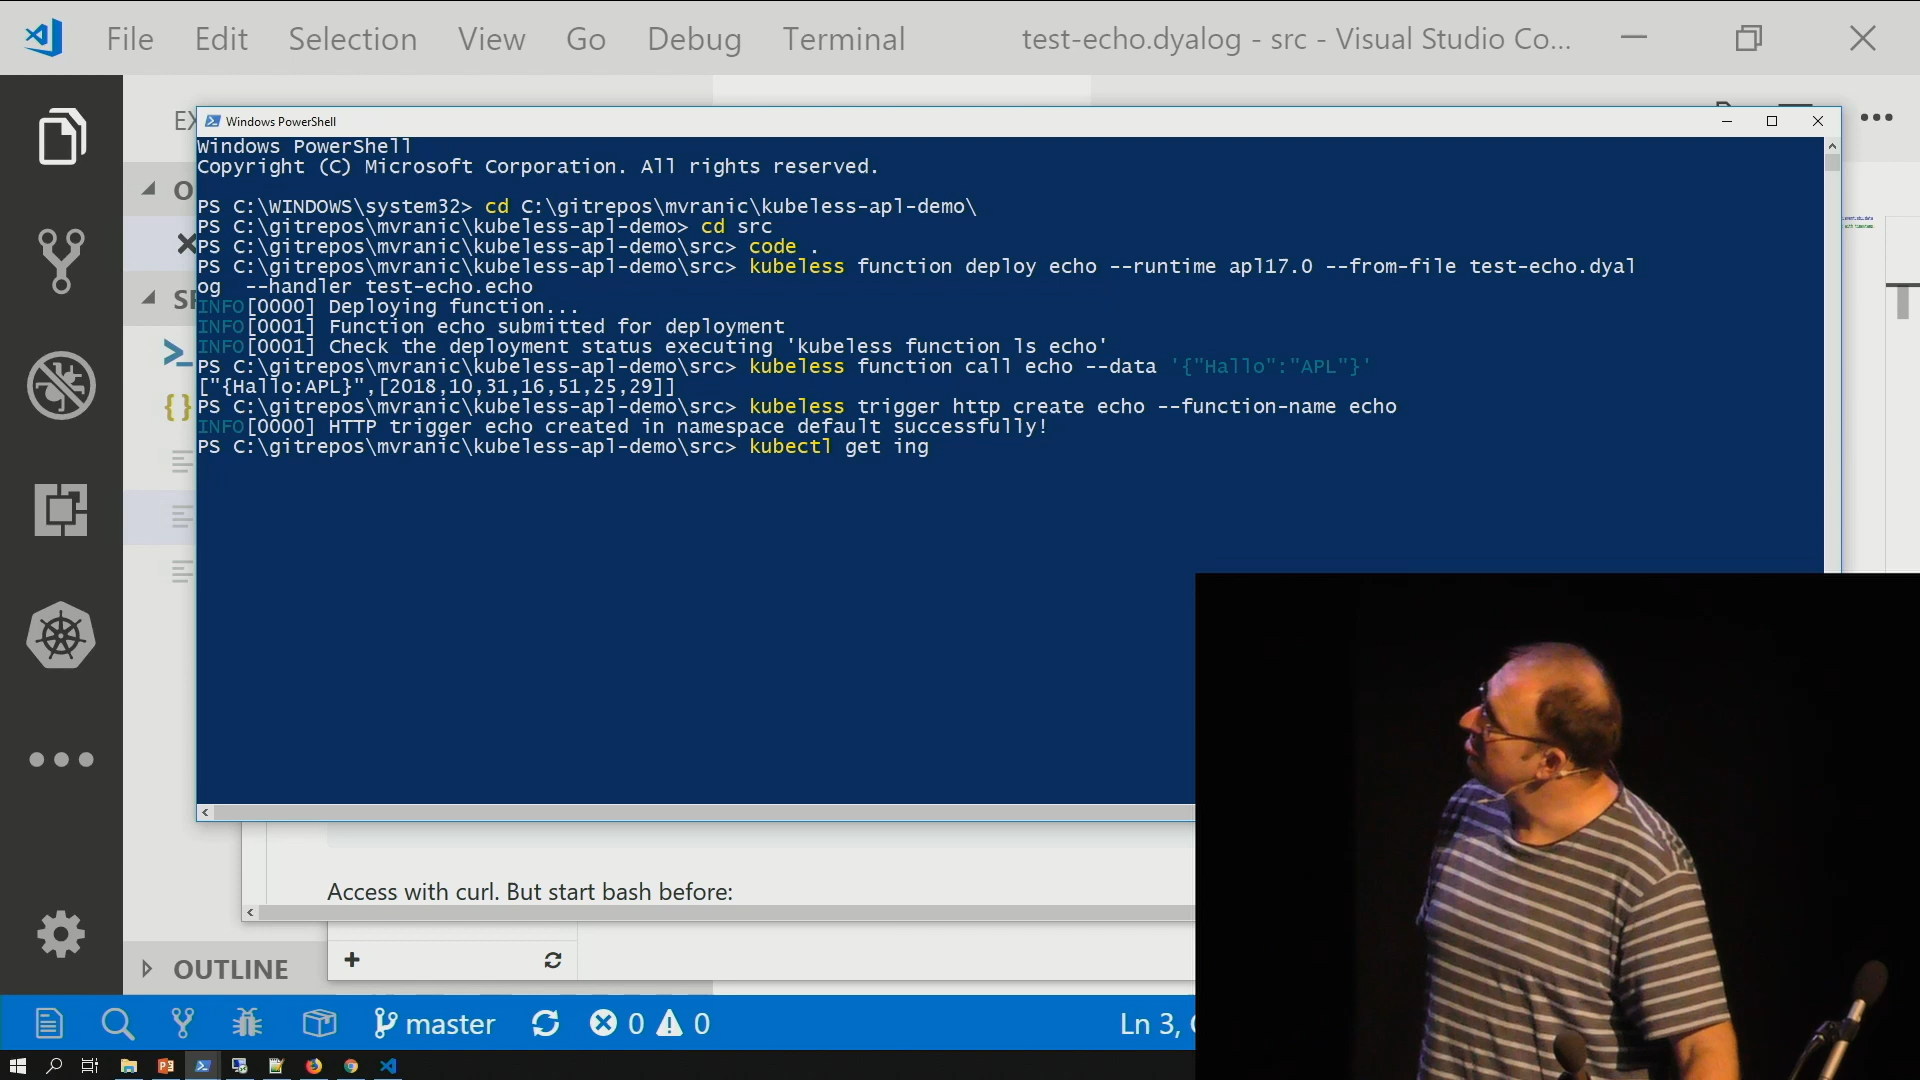 File Edit Selection View Go Debug Terminal test-echo.dyalog - src - Visual Studio Co...
EX
Windows PowerShell
Windows PowerShell
Copyright (C) Microsoft Corporation. All rights reserved.
PS C:\WINDOWS\system32> cd C:\gitrepos\mvranic\kubeless-apl-demo\
PS C:\gitrepos\mvranic\kubeless-apl-demo> cd src
PS C:\gitrepos\mvranic\kubeless-apl-demo\src> code .
PS C:\gitrepos\mvranic\kubeless-apl-demo\src> kubeless function deploy echo --runtime apl17.0 --from-file test-echo.dyal
og  --handler test-echo.echo
INFO[0000] Deploying function...
INFO[0001] Function echo submitted for deployment
INFO[0001] Check the deployment status executing 'kubeless function ls echo'
PS C:\gitrepos\mvranic\kubeless-apl-demo\src> kubeless function call echo --data '{"Hallo":"APL"}'
["{Hallo:APL}",[2018,10,31,16,51,25,29]]
PS C:\gitrepos\mvranic\kubeless-apl-demo\src> kubeless trigger http create echo --function-name echo
INFO[0000] HTTP trigger echo created in namespace default successfully!
PS C:\gitrepos\mvranic\kubeless-apl-demo\src> kubectl get ing
Access with curl. But start bash before:
OUTLINE
master 0 0 Ln 3,